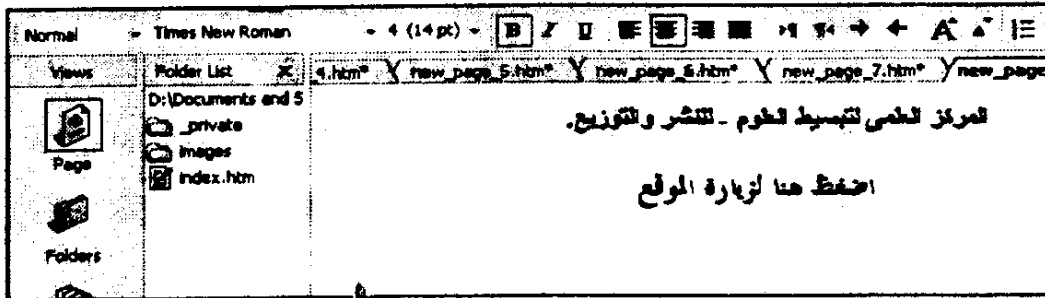 Normal Times New Roman 4 (14 pt) B I U
Views Folder List 4.htm* new_page_5.htm* new_page_6.htm* new_page_7.htm* new_page
D:\Documents and S
_private
images
index.htm
Page
Folders
المركز العلمى لتبسيط العلوم - للنشر والتوزيع.
اضغط هنا لزيارة الموقع